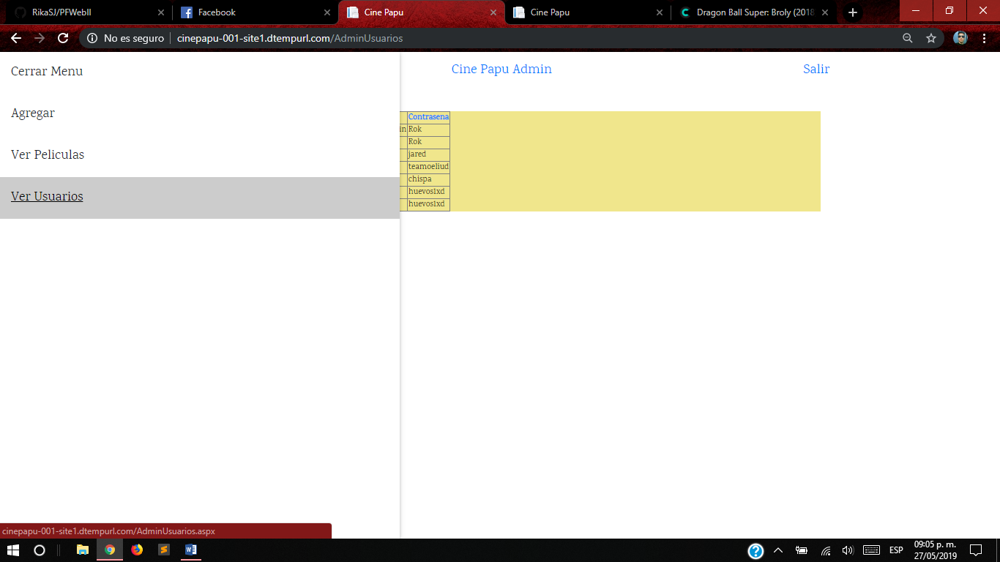 RikaSJ/PFWebII
Facebook
Cine Papu
Cine Papu
Dragon Ball Super: Broly (2018
No es seguro
cinepapu-001-site1.dtempurl.com/AdminUsuarios
Cerrar Menu
Agregar
Ver Peliculas
Ver Usuarios
Cine Papu Admin
Salir
Contrasena
in Rok
Rok
jared
teamoeliud
chispa
huevos1xd
huevos1xd
cinepapu-001-site1.dtempurl.com/AdminUsuarios.aspx
ESP
09:05 p. m.
27/05/2019